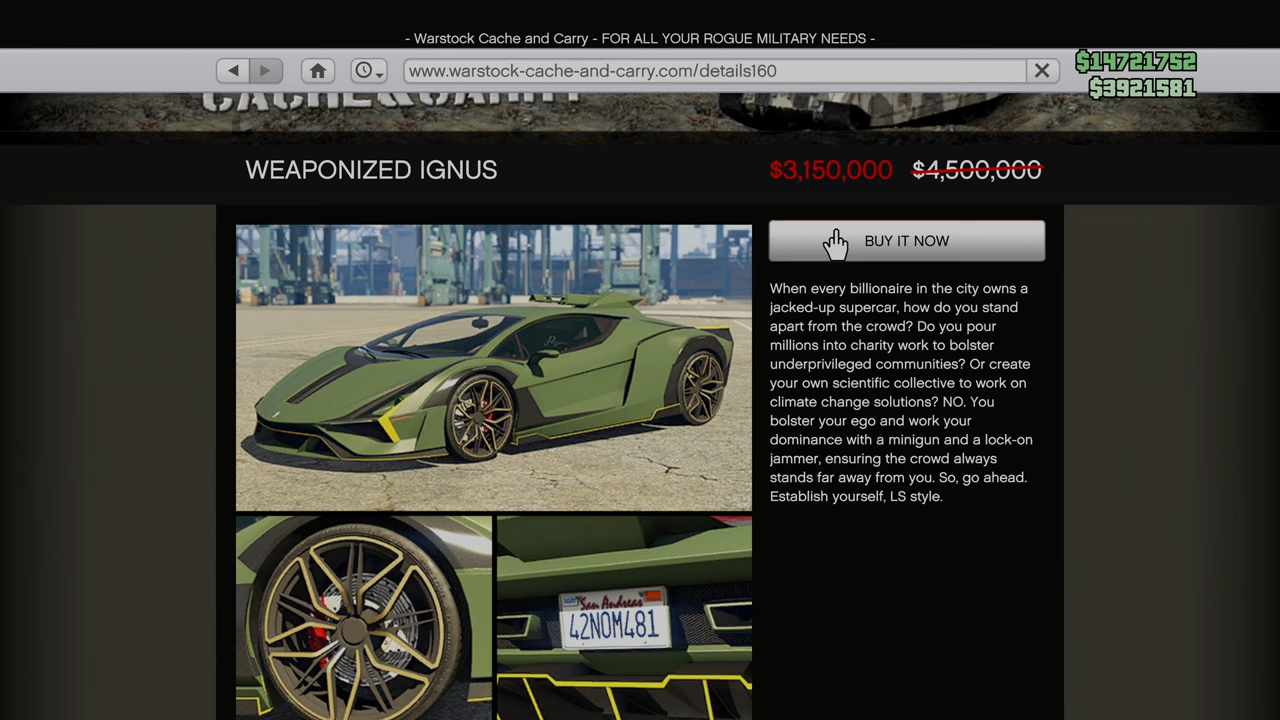 - Warstock Cache and Carry - FOR ALL YOUR ROGUE MILITARY NEEDS -
www.warstock-cache-and-carry.com/details160
$14721752
$3921581
CACHE&CARRY
WEAPONIZED IGNUS
$3,150,000 $4,500,000
BUY IT NOW
When every billionaire in the city owns a
jacked-up supercar, how do you stand
apart from the crowd? Do you pour
millions into charity work to bolster
underprivileged communities? Or create
your own scientific collective to work on
climate change solutions? NO. You
bolster your ego and work your
dominance with a minigun and a lock-on
jammer, ensuring the crowd always
stands far away from you. So, go ahead.
Establish yourself, LS style.
San Andreas
42NOM481